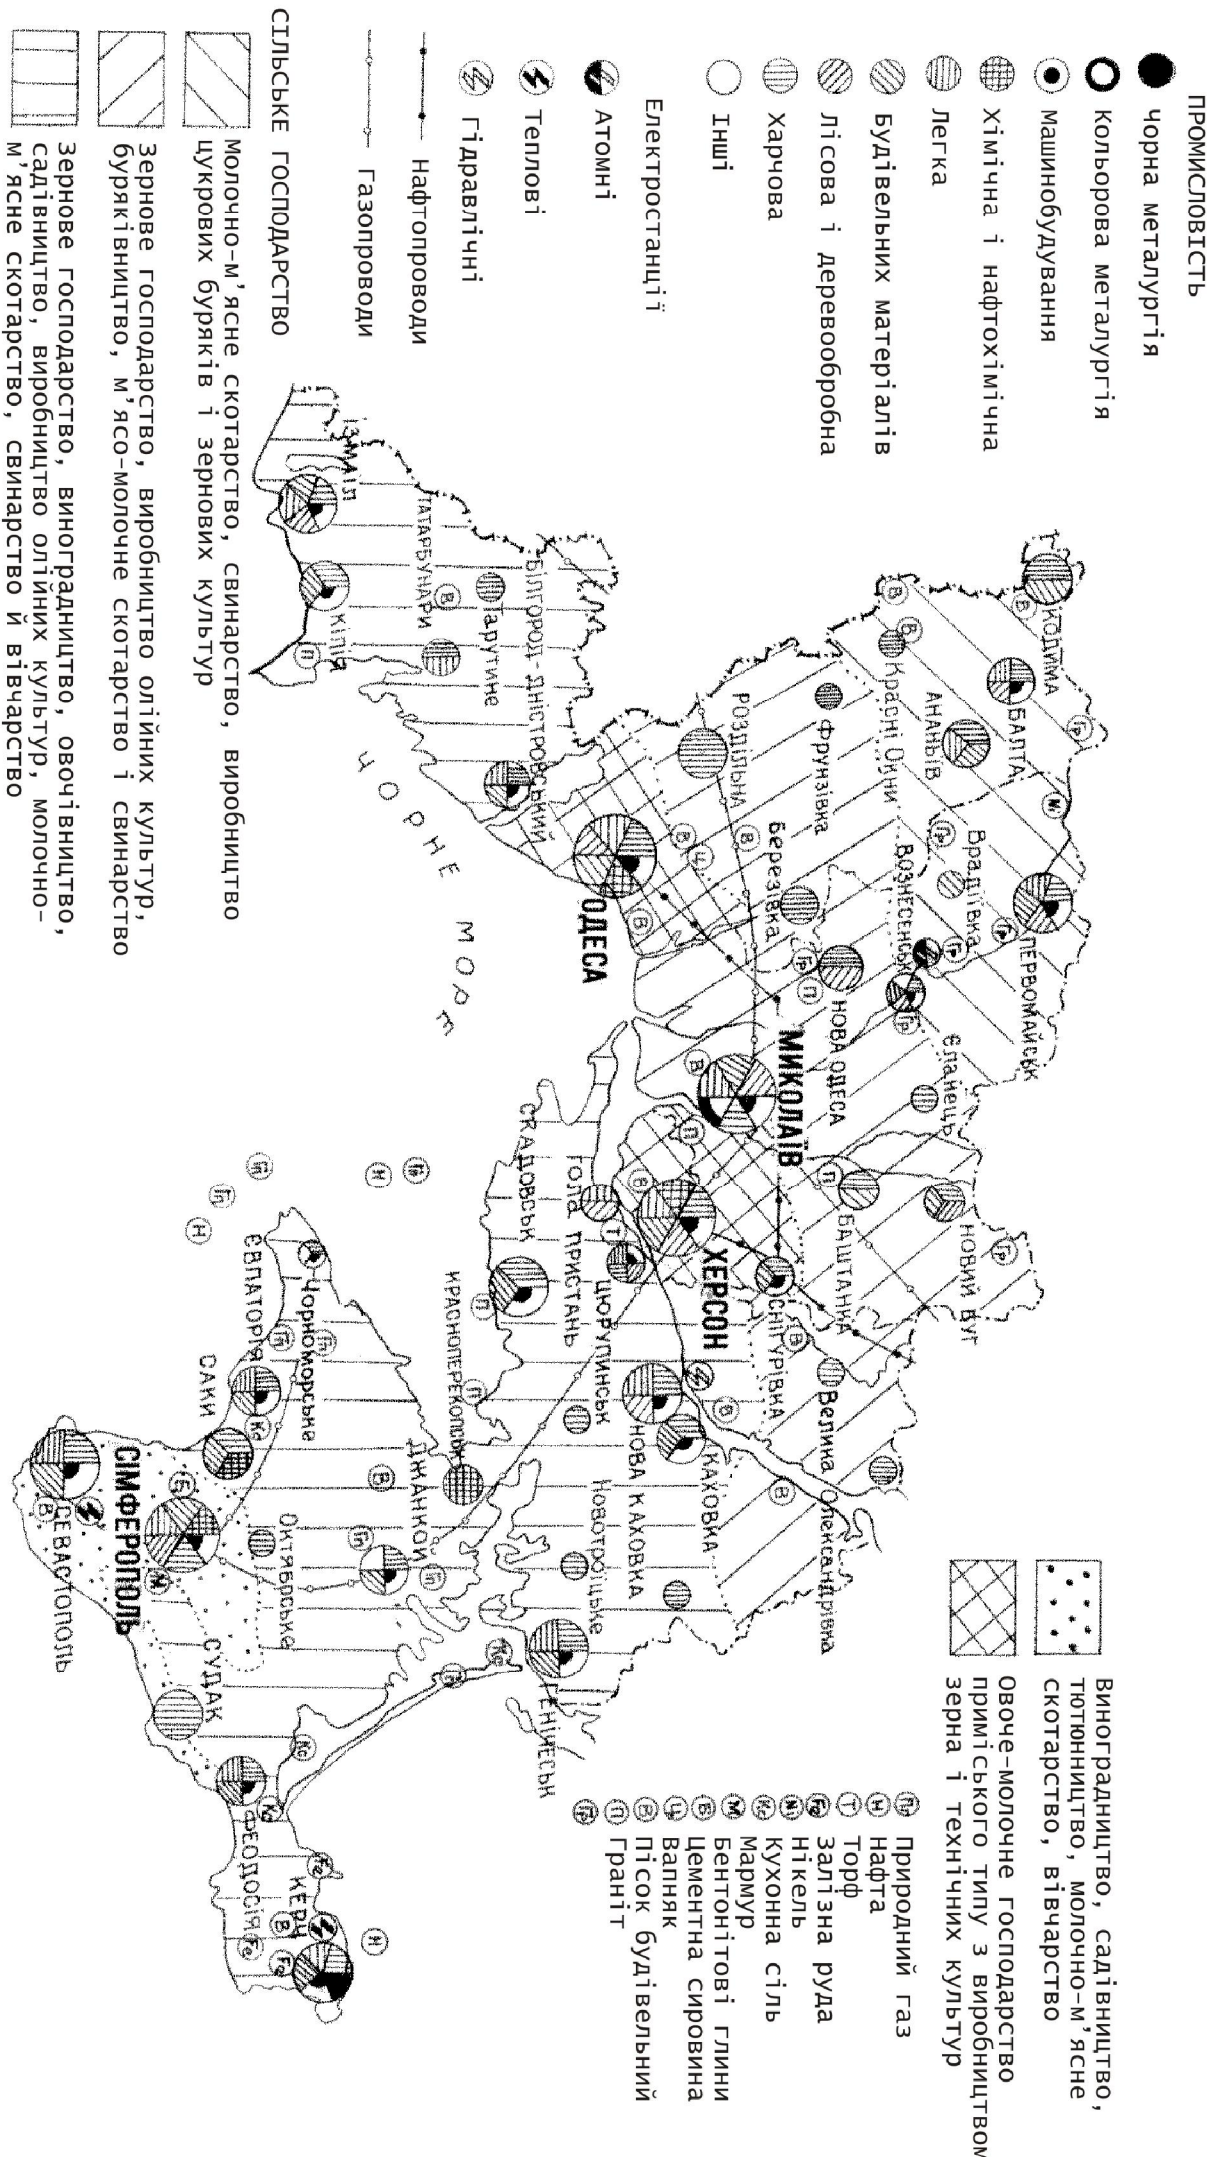 ПРОМИСЛОВІСТЬ
Чорна металургія
Кольорова металургія
Машинобудування
Хімічна і нафтохімічна
Легка
Будівельних матеріалів
Лісова і деревообробна
Харчова
Інші
Електростанції
Атомні
Теплові
Гідравлічні
Нафтопроводи
Газопроводи
СІЛЬСЬКЕ ГОСПОДАРСТВО
Молочно-м'ясне скотарство, свинарство, виробництво
цукрових буряків і зернових культур
Зернове господарство, виробництво олійних культур,
буряківництво, м'ясо-молочне скотарство і свинарство
Зернове господарство, виноградництво, овочівництво,
садівництво, виробництво олійних культур, молочно-
м'ясне скотарство, свинарство й вівчарство
Виноградництво, садівництво,
тютюнництво, молочно-м'ясне
скотарство, вівчарство
Овоче-молочне господарство
приміського типу з виробництвом
зерна і технічних культур
Природний газ
Н Нафта
Т Торф
Fe Залізна руда
Ni Нікель
Кс Кухонна сіль
М Мармур
Б Бентонітові глини
Ц Цементна сировина
В Вапняк
П Пісок будівельний
Гр Граніт
КОДИМА
БАЛТА
АНАНЬЇВ
Красні Окни
Фрунзівка
РОЗДІЛЬНА
Врадіївка
ПЕРВОМАЙСЬК
ВОЗНЕСЕНСЬК
Березівка
НОВА ОДЕСА
Єланець
НОВИЙ БУГ
БАШТАНКА
МИКОЛАЇВ
СНІГУРІВКА
ОДЕСА
БІЛГОРОД-ДНІСТРОВСЬКИЙ
Тарутине
ТАТАРБУНАРИ
ІЗМАЇЛ
КІЛІЯ
ЧОРНЕ МОРЕ
ХЕРСОН
Велика Олександрівка
ГОЛА ПРИСТАНЬ
ЦЮРУПИНСЬК
СКАДОВСЬК
КАХОВКА
НОВА КАХОВКА
Новотроїцьке
ГЕНІЧЕСЬК
КРАСНОПЕРЕКОПСЬК
ДЖАНКОЙ
Чорноморське
ЄВПАТОРІЯ
САКИ
Октябрське
СІМФЕРОПОЛЬ
СЕВАСТОПОЛЬ
СУДАК
ФЕОДОСІЯ
КЕРЧ